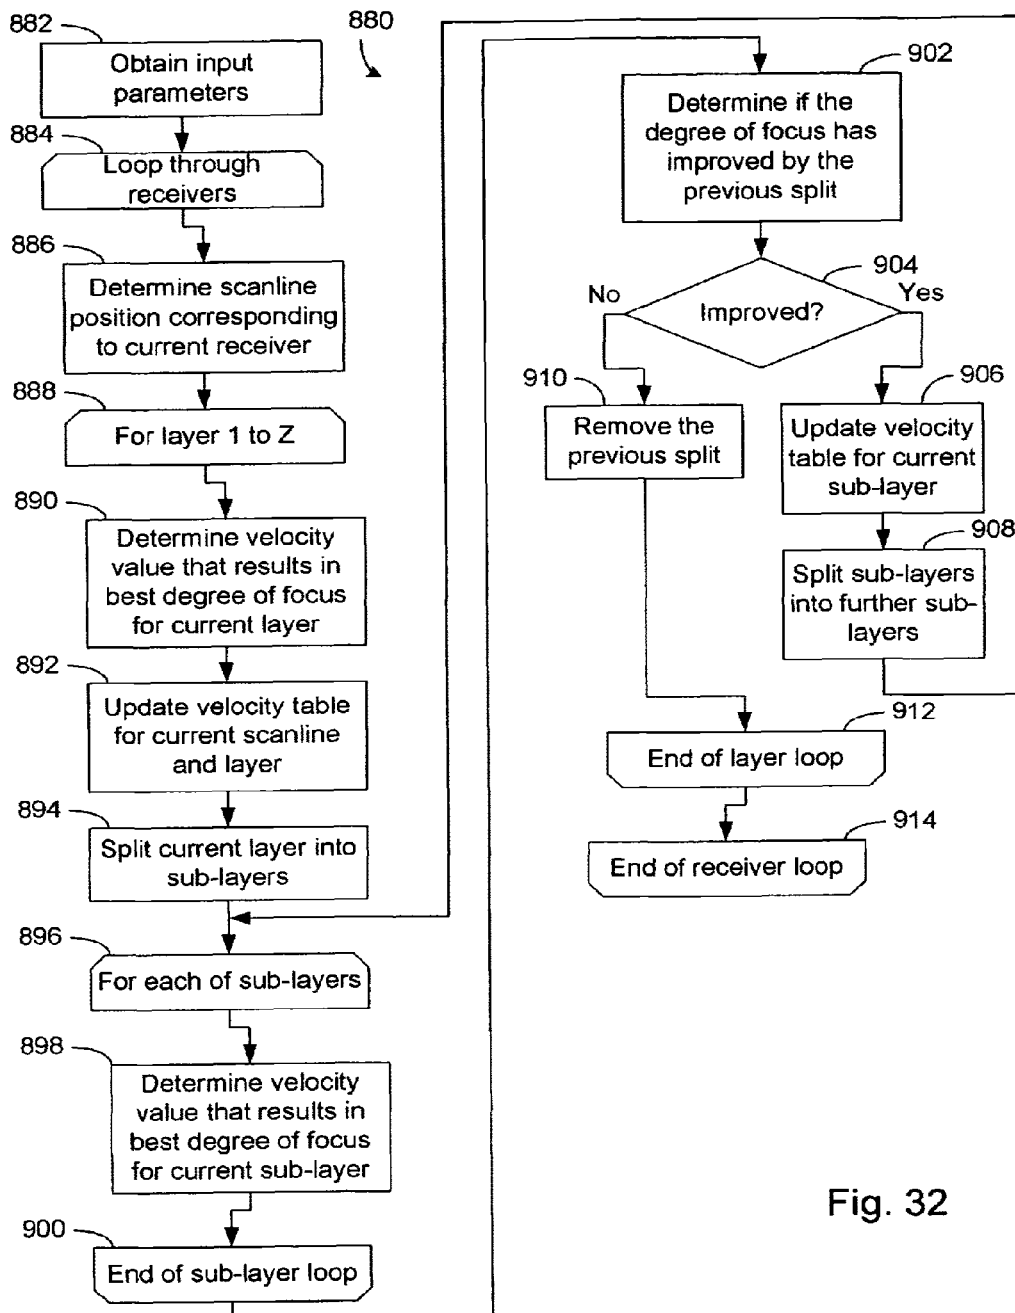 880
882
Obtain input
parameters
884
Loop through
receivers
886
Determine scanline
position corresponding
to current receiver
888
For layer 1 to Z
890
Determine velocity
value that results in
best degree of focus
for current layer
892
Update velocity table
for current scanline
and layer
894
Split current layer into
sub-layers
896
For each of sub-layers
898
Determine velocity
value that results in
best degree of focus
for current sub-layer
900
End of sub-layer loop
902
Determine if the
degree of focus has
improved by the
previous split
904
No
Improved?
Yes
910
Remove the
previous split
906
Update velocity
table for current
sub-layer
908
Split sub-layers
into further sub-
layers
912
End of layer loop
914
End of receiver loop
Fig. 32